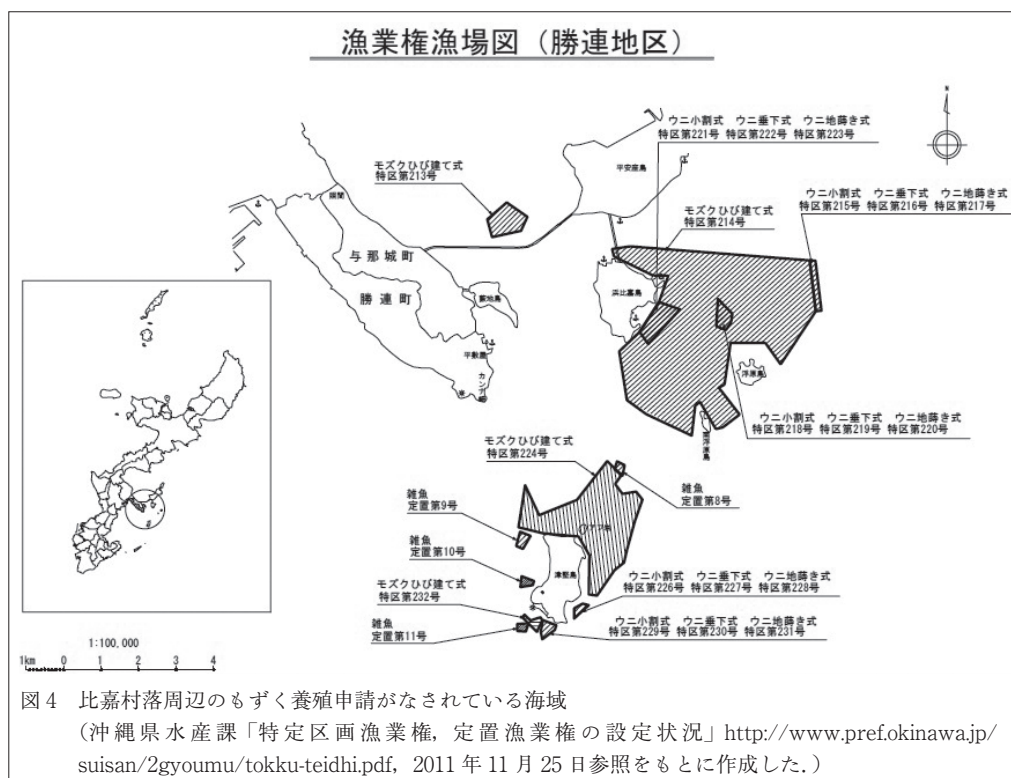 漁業権漁場図(勝連地区)
N
ウニ小割式 ウニ垂下式 ウニ地蒔き式
特区第221号 特区第222号 特区第223号
モズクひび建て式
特区第213号
平安座島
ウニ小割式 ウニ垂下式 ウニ地蒔き式
特区第215号 特区第216号 特区第217号
モズクひび建て式
特区第214号
与那城町
浜比嘉島
勝連町
藪地島
平敷屋
カンナ崎
浮原島
ウニ小割式 ウニ垂下式 ウニ地蒔き式
特区第218号 特区第219号 特区第220号
南浮原島
モズクひび建て式
特区第224号
雑魚
定置第8号
雑魚
定置第9号
雑魚
定置第10号
津堅島
ウニ小割式 ウニ垂下式 ウニ地蒔き式
特区第226号 特区第227号 特区第228号
モズクひび建て式
特区第232号
雑魚
定置第11号
ウニ小割式 ウニ垂下式 ウニ地蒔き式
特区第229号 特区第230号 特区第231号
1:100,000
1km 0 1 2 3 4
図4 比嘉村落周辺のもずく養殖申請がなされている海域
(沖縄県水産課「特定区画漁業権,定置漁業権の設定状況」http://www.pref.okinawa.jp/
suisan/2gyoumu/tokku-teidhi.pdf,2011年11月25日参照をもとに作成した.)